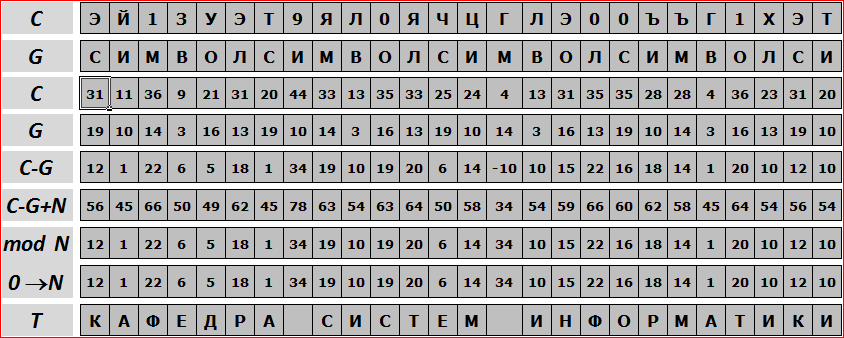 C Э Й 1 З У Э Т 9 Я Л 0 Я Ч Ц Г Л Э 0 0 Ъ Ъ Г 1 Х Э Т
G С И М В О Л С И М В О Л С И М В О Л С И М В О Л С И
C 31 11 36 9 21 31 20 44 33 13 35 33 25 24 4 13 31 35 35 28 28 4 36 23 31 20
G 19 10 14 3 16 13 19 10 14 3 16 13 19 10 14 3 16 13 19 10 14 3 16 13 19 10
C-G 12 1 22 6 5 18 1 34 19 10 19 20 6 14 -10 10 15 22 16 18 14 1 20 10 12 10
C-G+N 56 45 66 50 49 62 45 78 63 54 63 64 50 58 34 54 59 66 60 62 58 45 64 54 56 54
mod N 12 1 22 6 5 18 1 34 19 10 19 20 6 14 34 10 15 22 16 18 14 1 20 10 12 10
0 →N 12 1 22 6 5 18 1 34 19 10 19 20 6 14 34 10 15 22 16 18 14 1 20 10 12 10
T К А Ф Е Д Р А С И С Т Е М И Н Ф О Р М А Т И К И